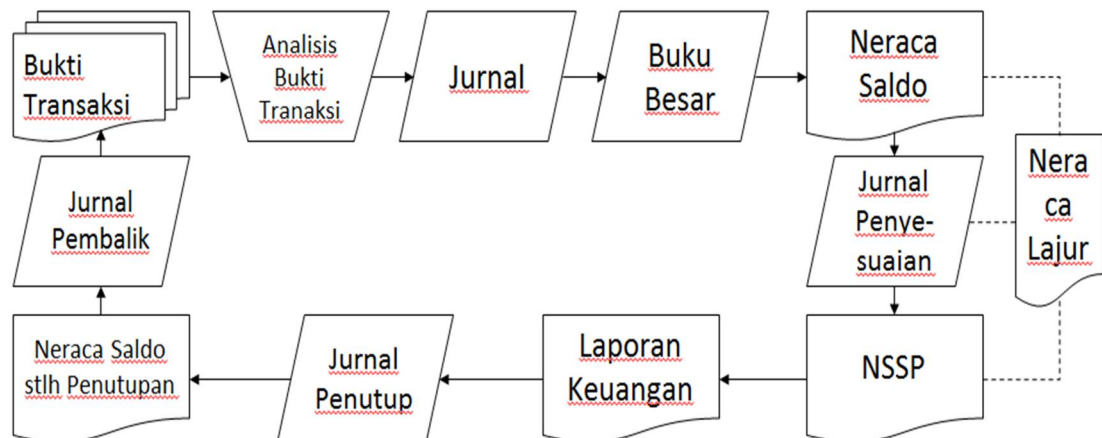 Bukti
Transaksi
Analisis
Bukti
Tranaksi
Jurnal
Buku
Besar
Neraca
Saldo
Nera
ca
Lajur
Jurnal
Penye-
suaian
NSSP
Laporan
Keuangan
Jurnal
Penutup
Neraca Saldo
stlh Penutupan
Jurnal
Pembalik